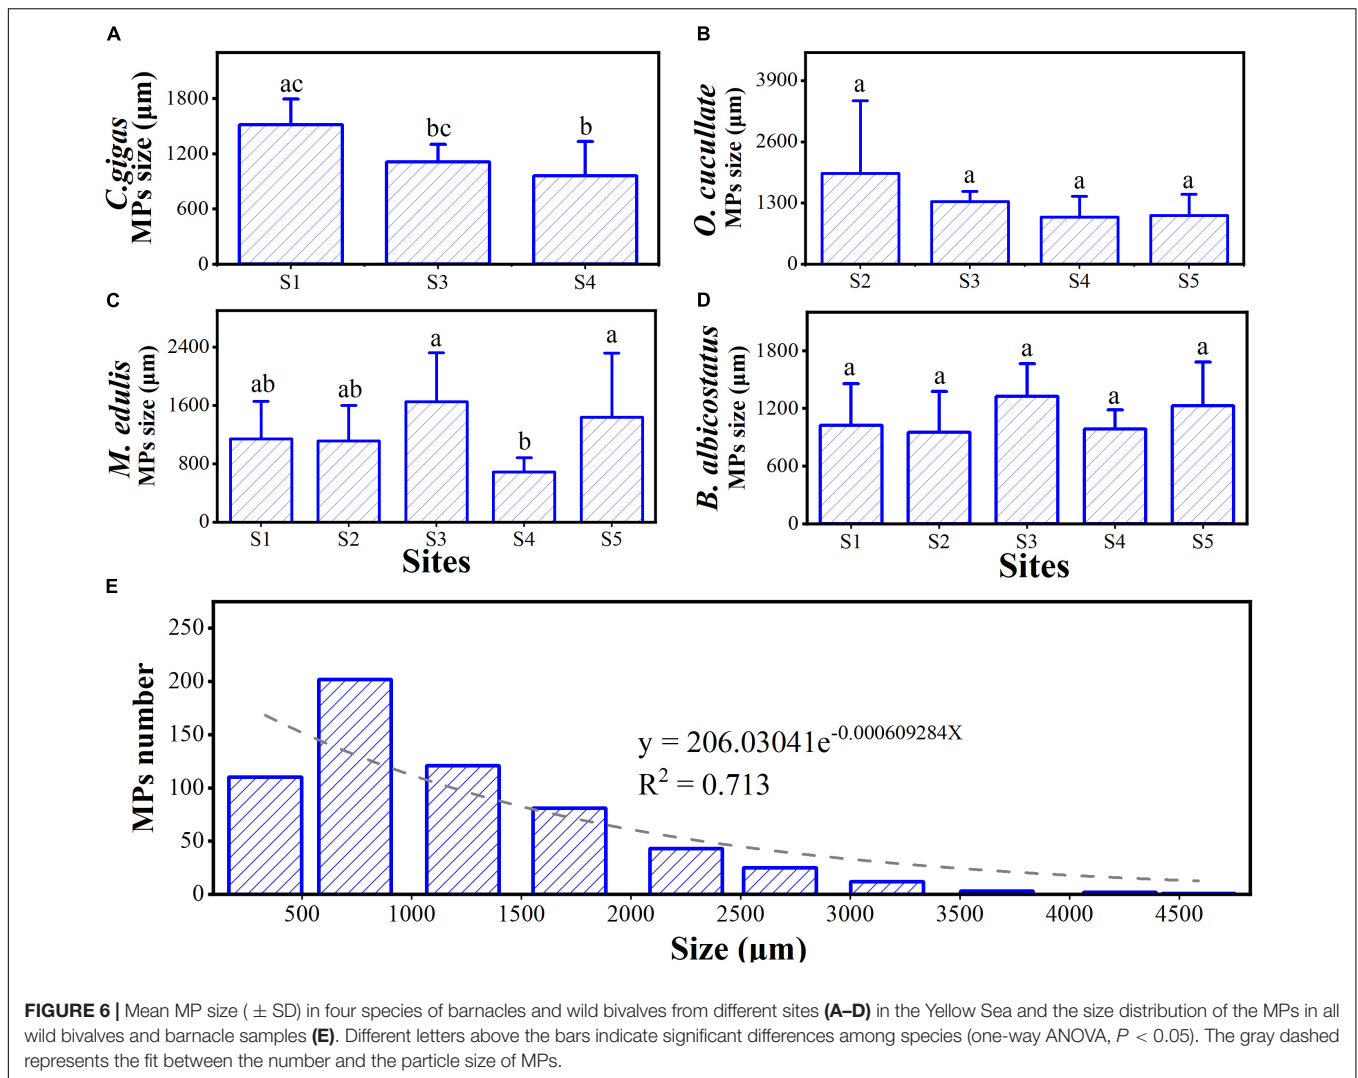 A
C.gigas
MPs size (μm)
1800
1200
600
0
ac
bc
b
S1 S3 S4
B
O. cucullate
MPs size (μm)
3900
2600
1300
0
a
a
a
a
S2 S3 S4 S5
C
M. edulis
MPs size (μm)
2400
1600
800
0
ab
ab
a
b
a
S1 S2 S3 S4 S5
Sites
D
B. albicostatus
MPs size (μm)
1800
1200
600
0
a
a
a
a
a
S1 S2 S3 S4 S5
Sites
E
MPs number
250
200
150
100
50
0
y = 206.03041e^-0.000609284X
R² = 0.713
500 1000 1500 2000 2500 3000 3500 4000 4500
Size (μm)
FIGURE 6 | Mean MP size ( ± SD) in four species of barnacles and wild bivalves from different sites (A–D) in the Yellow Sea and the size distribution of the MPs in all
wild bivalves and barnacle samples (E). Different letters above the bars indicate significant differences among species (one-way ANOVA, P < 0.05). The gray dashed
represents the fit between the number and the particle size of MPs.